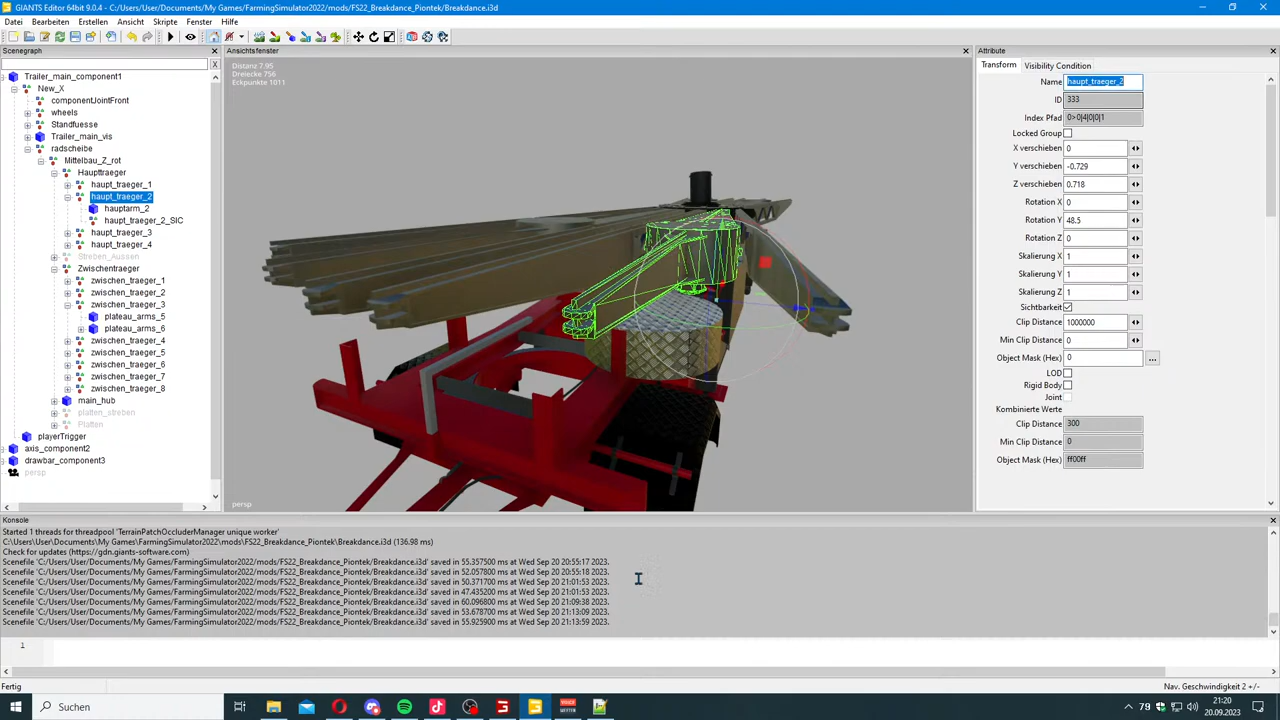 GIANTS Editor 64bit 9.0.4 - C:/Users/User/Documents/My Games/FarmingSimulator2022/mods/FS22_Breakdance_Piontek/Breakdance.i3d
Datei Bearbeiten Erstellen Ansicht Skripte Fenster Hilfe
Scenegraph
X
Trailer_main_component1
New_X
componentJointFront
wheels
Standfuesse
Trailer_main_vis
radscheibe
Mittelbau_Z_rot
Haupttraeger
haupt_traeger_1
haupt_traeger_2
hauptarm_2
haupt_traeger_2_SIC
haupt_traeger_3
haupt_traeger_4
Streben_Aussen
Zwischentraeger
zwischen_traeger_1
zwischen_traeger_2
zwischen_traeger_3
plateau_arms_5
plateau_arms_6
zwischen_traeger_4
zwischen_traeger_5
zwischen_traeger_6
zwischen_traeger_7
zwischen_traeger_8
main_hub
platten_streben
Platten
playerTrigger
axis_component2
drawbar_component3
persp
Ansichtsfenster
Distanz 7.95
Dreiecke 756
Eckpunkte 1011
persp
Attribute
Transform Visibility Condition
Name haupt_traeger_2
ID 333
Index Pfad 0>0|4|0|0|1
Locked Group
X verschieben 0
Y verschieben -0.729
Z verschieben 0.718
Rotation X 0
Rotation Y 48.5
Rotation Z 0
Skalierung X 1
Skalierung Y 1
Skalierung Z 1
Sichtbarkeit
Clip Distance 1000000
Min Clip Distance 0
Object Mask (Hex) 0 ...
LOD
Rigid Body
Joint
Kombinierte Werte
Clip Distance 300
Min Clip Distance 0
Object Mask (Hex) ff00ff
Konsole
Started 1 threads for threadpool 'TerrainPatchOccluderManager unique worker'
C:\Users\User\Documents\My Games\FarmingSimulator2022\mods\FS22_Breakdance_Piontek\Breakdance.i3d (136.98 ms)
Check for updates (https://gdn.giants-software.com)
Scenefile 'C:/Users/User/Documents/My Games/FarmingSimulator2022/mods/FS22_Breakdance_Piontek/Breakdance.i3d' saved in 55.357500 ms at Wed Sep 20 20:55:17 2023.
Scenefile 'C:/Users/User/Documents/My Games/FarmingSimulator2022/mods/FS22_Breakdance_Piontek/Breakdance.i3d' saved in 52.057800 ms at Wed Sep 20 20:55:18 2023.
Scenefile 'C:/Users/User/Documents/My Games/FarmingSimulator2022/mods/FS22_Breakdance_Piontek/Breakdance.i3d' saved in 50.371700 ms at Wed Sep 20 21:01:53 2023.
Scenefile 'C:/Users/User/Documents/My Games/FarmingSimulator2022/mods/FS22_Breakdance_Piontek/Breakdance.i3d' saved in 47.435200 ms at Wed Sep 20 21:01:53 2023.
Scenefile 'C:/Users/User/Documents/My Games/FarmingSimulator2022/mods/FS22_Breakdance_Piontek/Breakdance.i3d' saved in 60.096800 ms at Wed Sep 20 21:09:38 2023.
Scenefile 'C:/Users/User/Documents/My Games/FarmingSimulator2022/mods/FS22_Breakdance_Piontek/Breakdance.i3d' saved in 53.678700 ms at Wed Sep 20 21:13:09 2023.
Scenefile 'C:/Users/User/Documents/My Games/FarmingSimulator2022/mods/FS22_Breakdance_Piontek/Breakdance.i3d' saved in 55.925900 ms at Wed Sep 20 21:13:59 2023.
1
Fertig
Nav. Geschwindigkeit 2 +/-
Suchen
79
21:20
20.09.2023